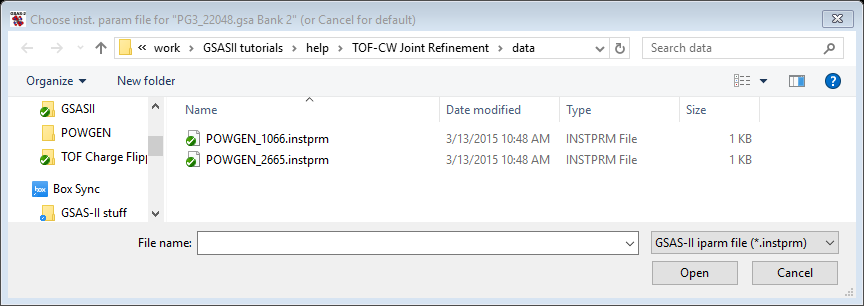 Choose inst. param file for "PG3_22048.gsa Bank 2" (or Cancel for default)
« work › GSASII tutorials › help › TOF-CW Joint Refinement › data
Search data
Organize
New folder
GSASII
POWGEN
TOF Charge Flipp
Box Sync
GSAS-II stuff
Name Date modified Type Size
POWGEN_1066.instprm 3/13/2015 10:48 AM INSTPRM File 1 KB
POWGEN_2665.instprm 3/13/2015 10:48 AM INSTPRM File 1 KB
File name:
GSAS-II iparm file (*.instprm)
Open
Cancel